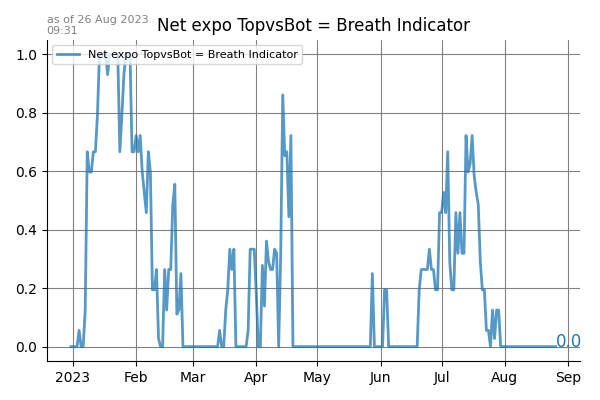 as of 26 Aug 2023
09:31
Net expo TopvsBot = Breath Indicator
Net expo TopvsBot = Breath Indicator
1.0
0.8
0.6
0.4
0.2
0.0
0.0
2023 Feb Mar Apr May Jun Jul Aug Sep